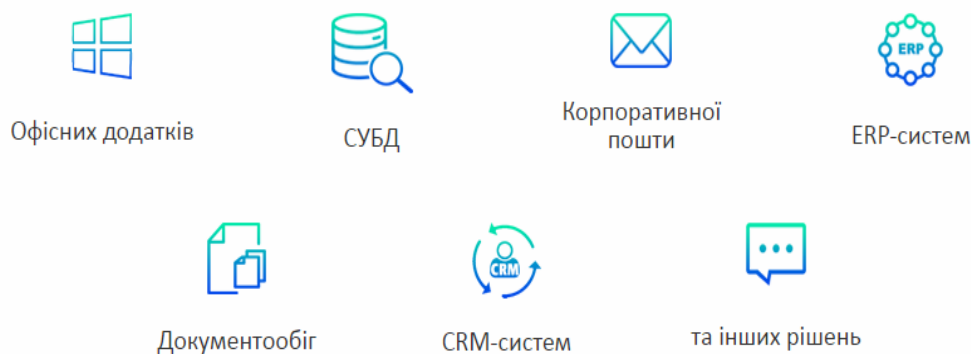 ERP
Офісних додатків
СУБД
Корпоративної
пошти
ERP-систем
CRM
Документообіг
CRM-систем
та інших рішень